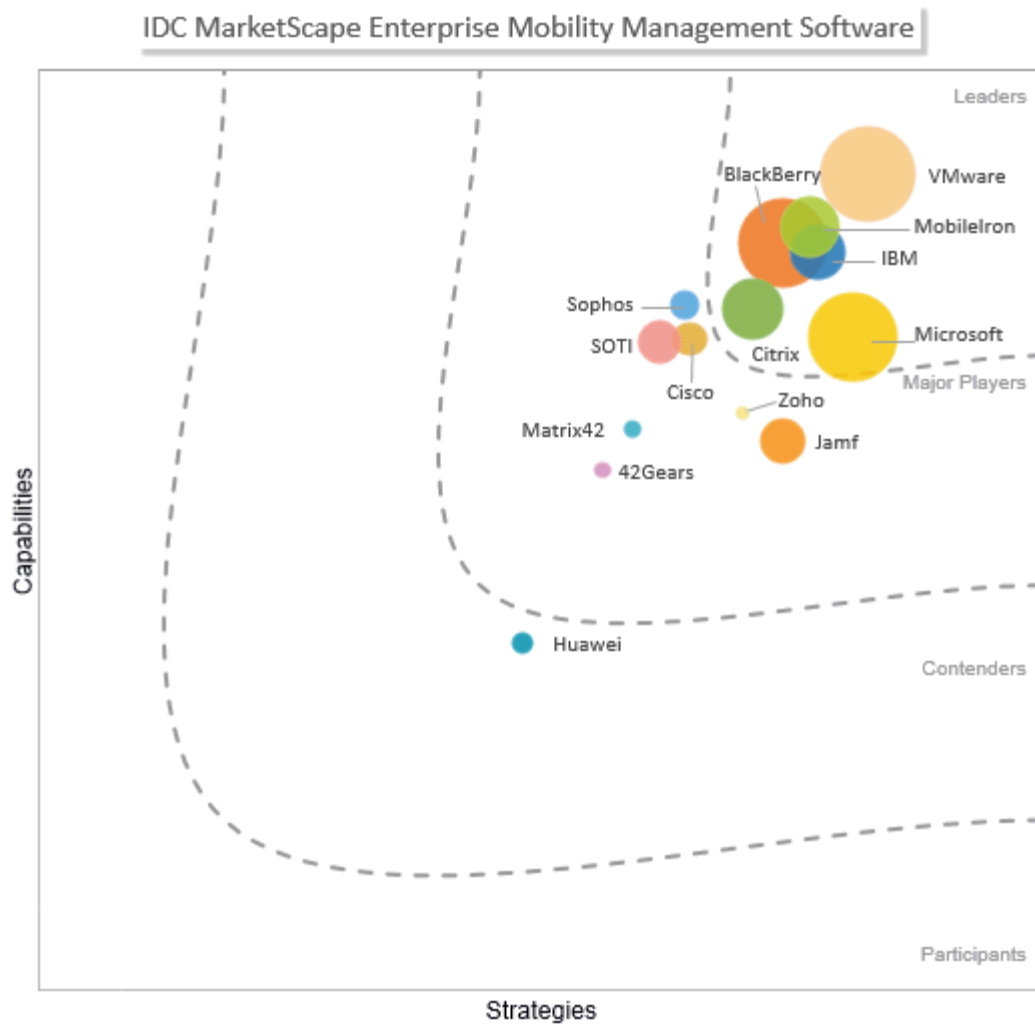 IDC MarketScape Enterprise Mobility Management Software
Leaders
BlackBerry
VMware
MobileIron
IBM
Sophos
Microsoft
SOTI
Citrix
Major Players
Cisco
Zoho
Matrix42
Jamf
42Gears
Capabilities
Huawei
Contenders
Participants
Strategies